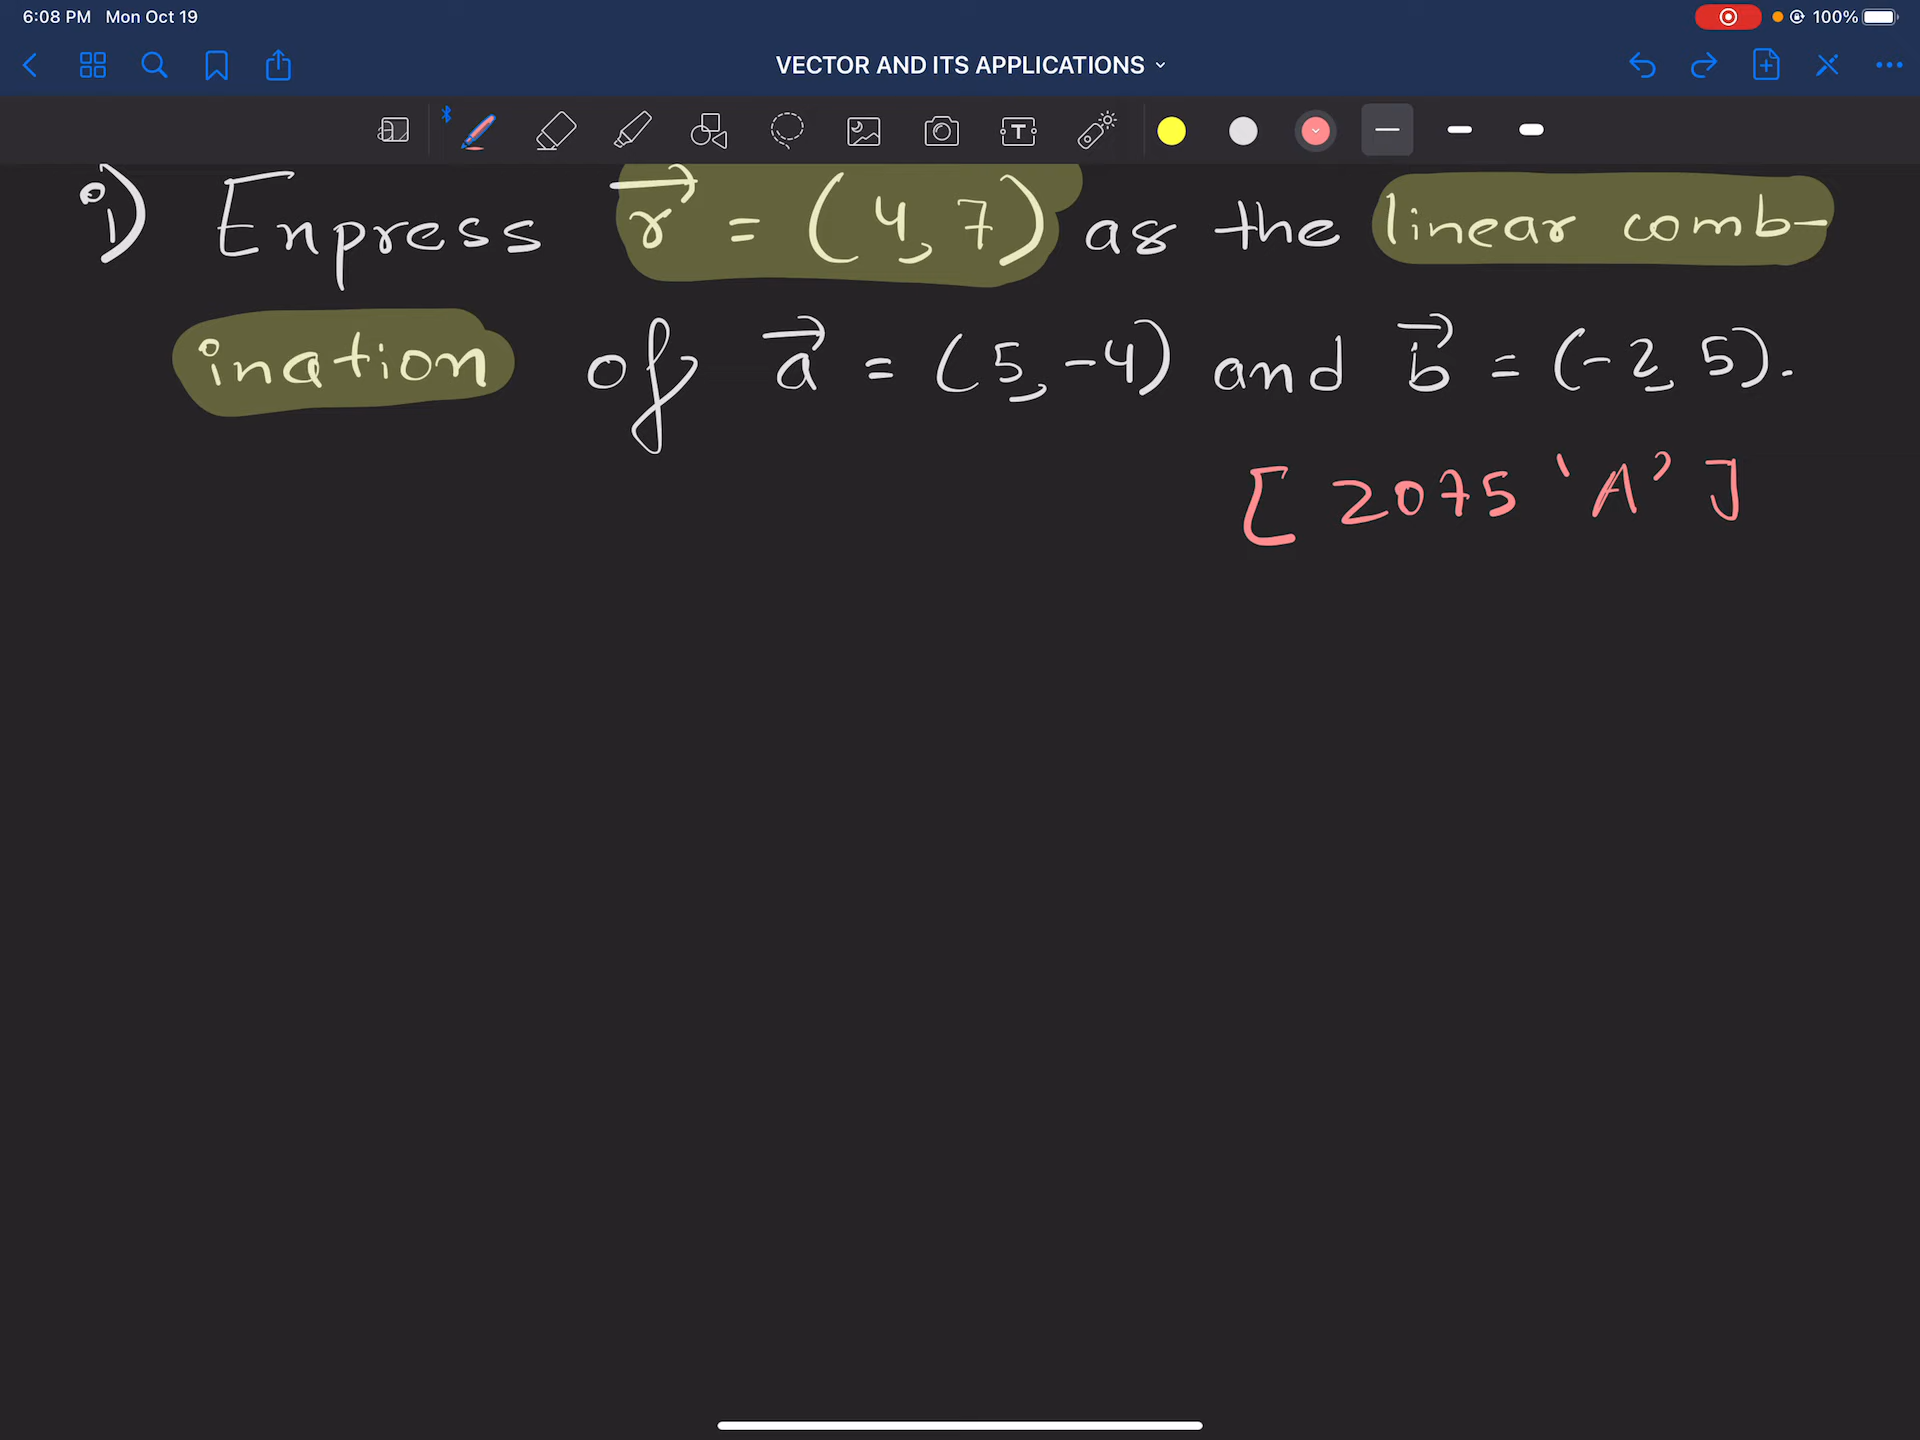 6:08 PM Mon Oct 19
100%
VECTOR AND ITS APPLICATIONS
i) Express r⃗ = (4, 7) as the linear comb-
ination of a⃗ = (5, -4) and b⃗ = (-2, 5).
[ 2075 'A' ]